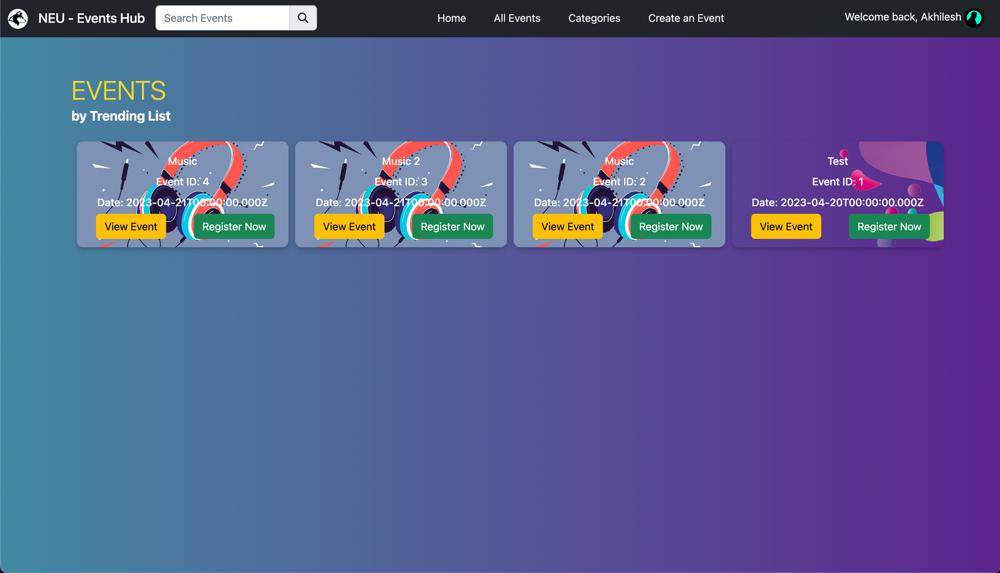 NEU - Events Hub
Search Events
Home
All Events
Categories
Create an Event
Welcome back, Akhilesh
EVENTS
by Trending List
Music
Event ID: 4
Date: 2023-04-21T00:00:00.000Z
View Event
Register Now
Music 2
Event ID: 3
Date: 2023-04-21T00:00:00.000Z
View Event
Register Now
Music
Event ID: 2
Date: 2023-04-21T00:00:00.000Z
View Event
Register Now
Test
Event ID: 1
Date: 2023-04-20T00:00:00.000Z
View Event
Register Now